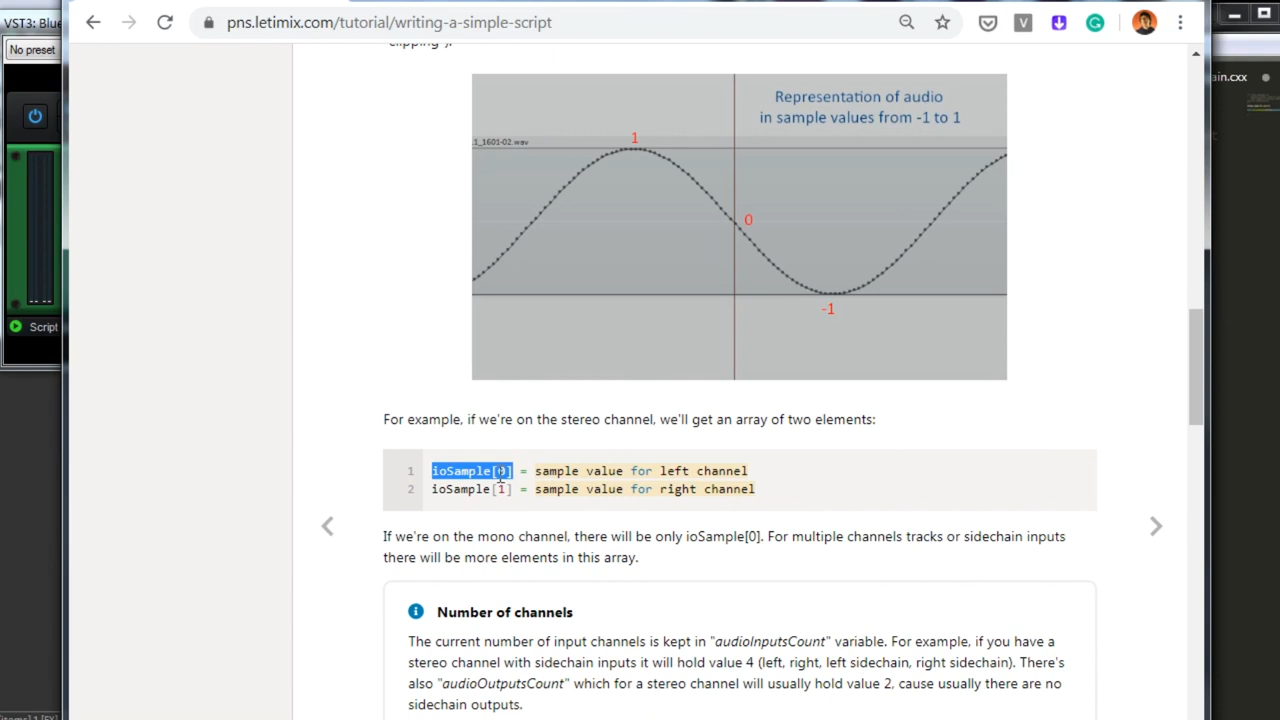 VST3: Blue
No preset
Script
pns.letimix.com/tutorial/writing-a-simple-script
V
ain.cxx
clipping ).
Representation of audio
in sample values from -1 to 1
1_1601-02.wav
1
0
-1
For example, if we're on the stereo channel, we'll get an array of two elements:
1 ioSample[0] = sample value for left channel
2 ioSample[1] = sample value for right channel
If we're on the mono channel, there will be only ioSample[0]. For multiple channels tracks or sidechain inputs
there will be more elements in this array.
Number of channels
The current number of input channels is kept in "audioInputsCount" variable. For example, if you have a
stereo channel with sidechain inputs it will hold value 4 (left, right, left sidechain, right sidechain). There's
also "audioOutputsCount" which for a stereo channel will usually hold value 2, cause usually there are no
sidechain outputs.